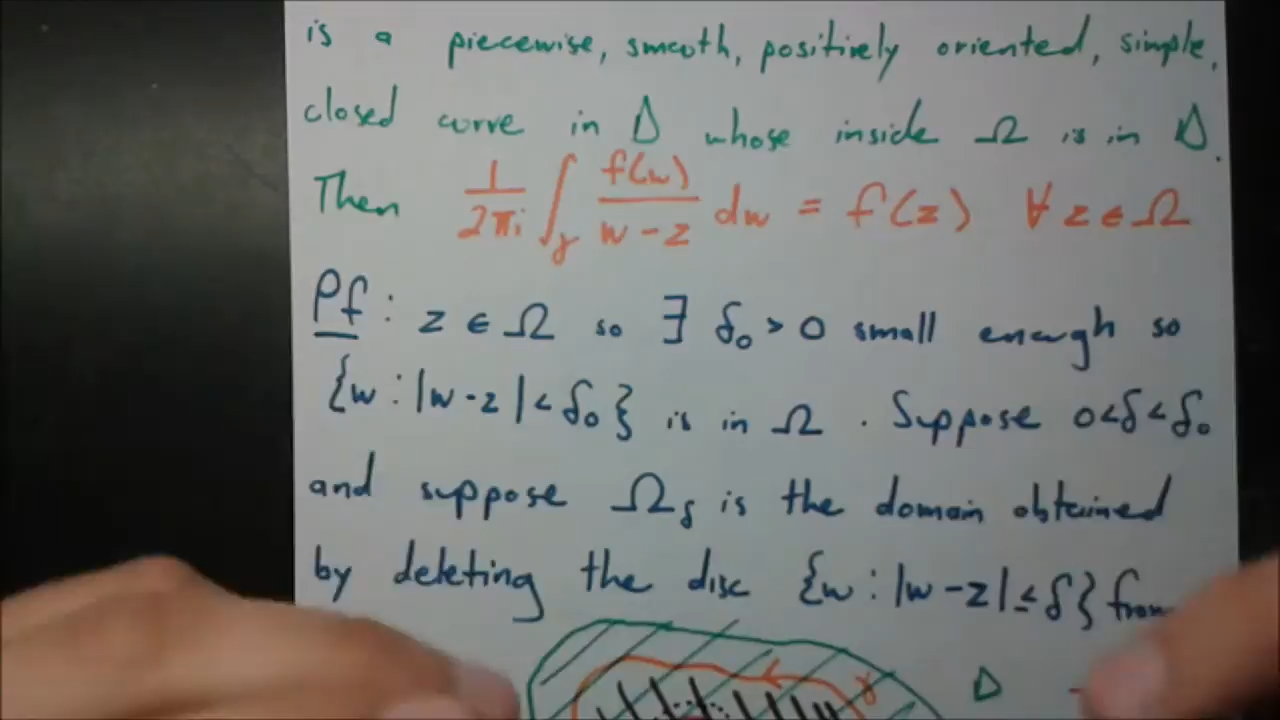 is a piecewise, smooth, positively oriented, simple,
closed curve in D whose inside Ω is in D.
Then 1/2πi ∫_γ f(w)/w-z dw = f(z) ∀ z ∈ Ω
Pf: z ∈ Ω so ∃ δ₀ > 0 small enough so
{w : |w-z| < δ₀} is in Ω . Suppose 0<δ<δ₀
and suppose Ω_δ is the domain obtained
by deleting the disc {w : |w-z| ≤ δ} from
γ D